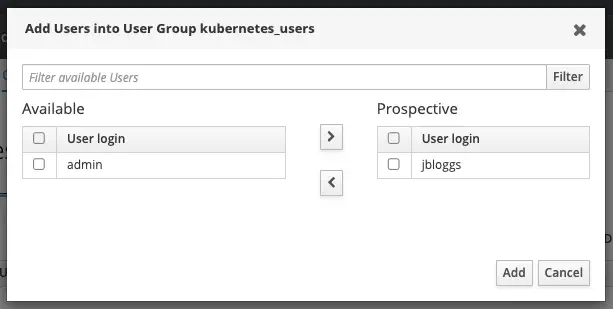 Add Users into User Group kubernetes_users
Filter available Users
Filter
Available
Prospective
User login
User login
admin
jbloggs
Add
Cancel